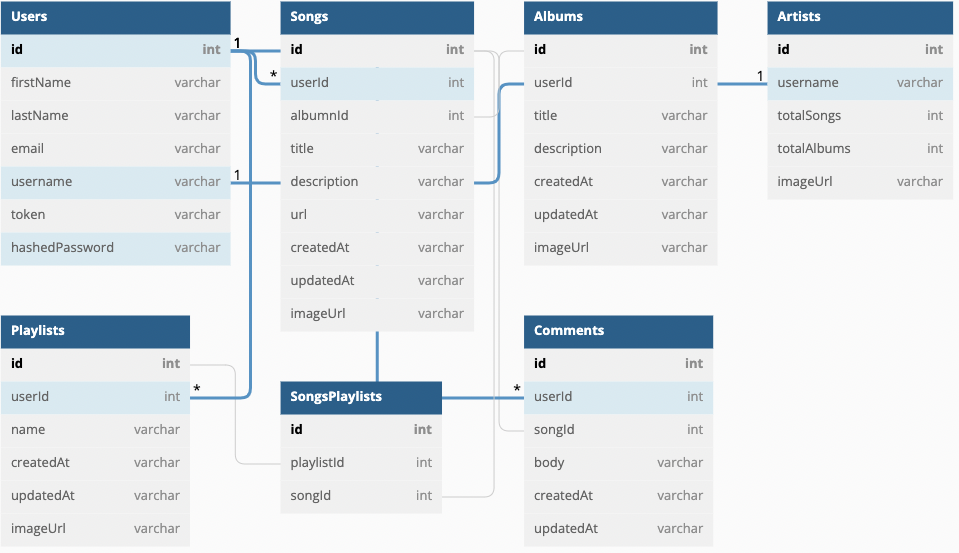 Users
id int
firstName varchar
lastName varchar
email varchar
username varchar
token varchar
hashedPassword varchar
1
1
Songs
id int
* userId int
albumnId int
title varchar
description varchar
url varchar
createdAt varchar
updatedAt varchar
imageUrl varchar
Albums
id int
userId int
title varchar
description varchar
createdAt varchar
updatedAt varchar
imageUrl varchar
Artists
id int
1 username varchar
totalSongs int
totalAlbums int
imageUrl varchar
Playlists
id int
userId int *
name varchar
createdAt varchar
updatedAt varchar
imageUrl varchar
SongsPlaylists
id int
playlistId int
songId int
Comments
id int
* userId int
songId int
body varchar
createdAt varchar
updatedAt varchar